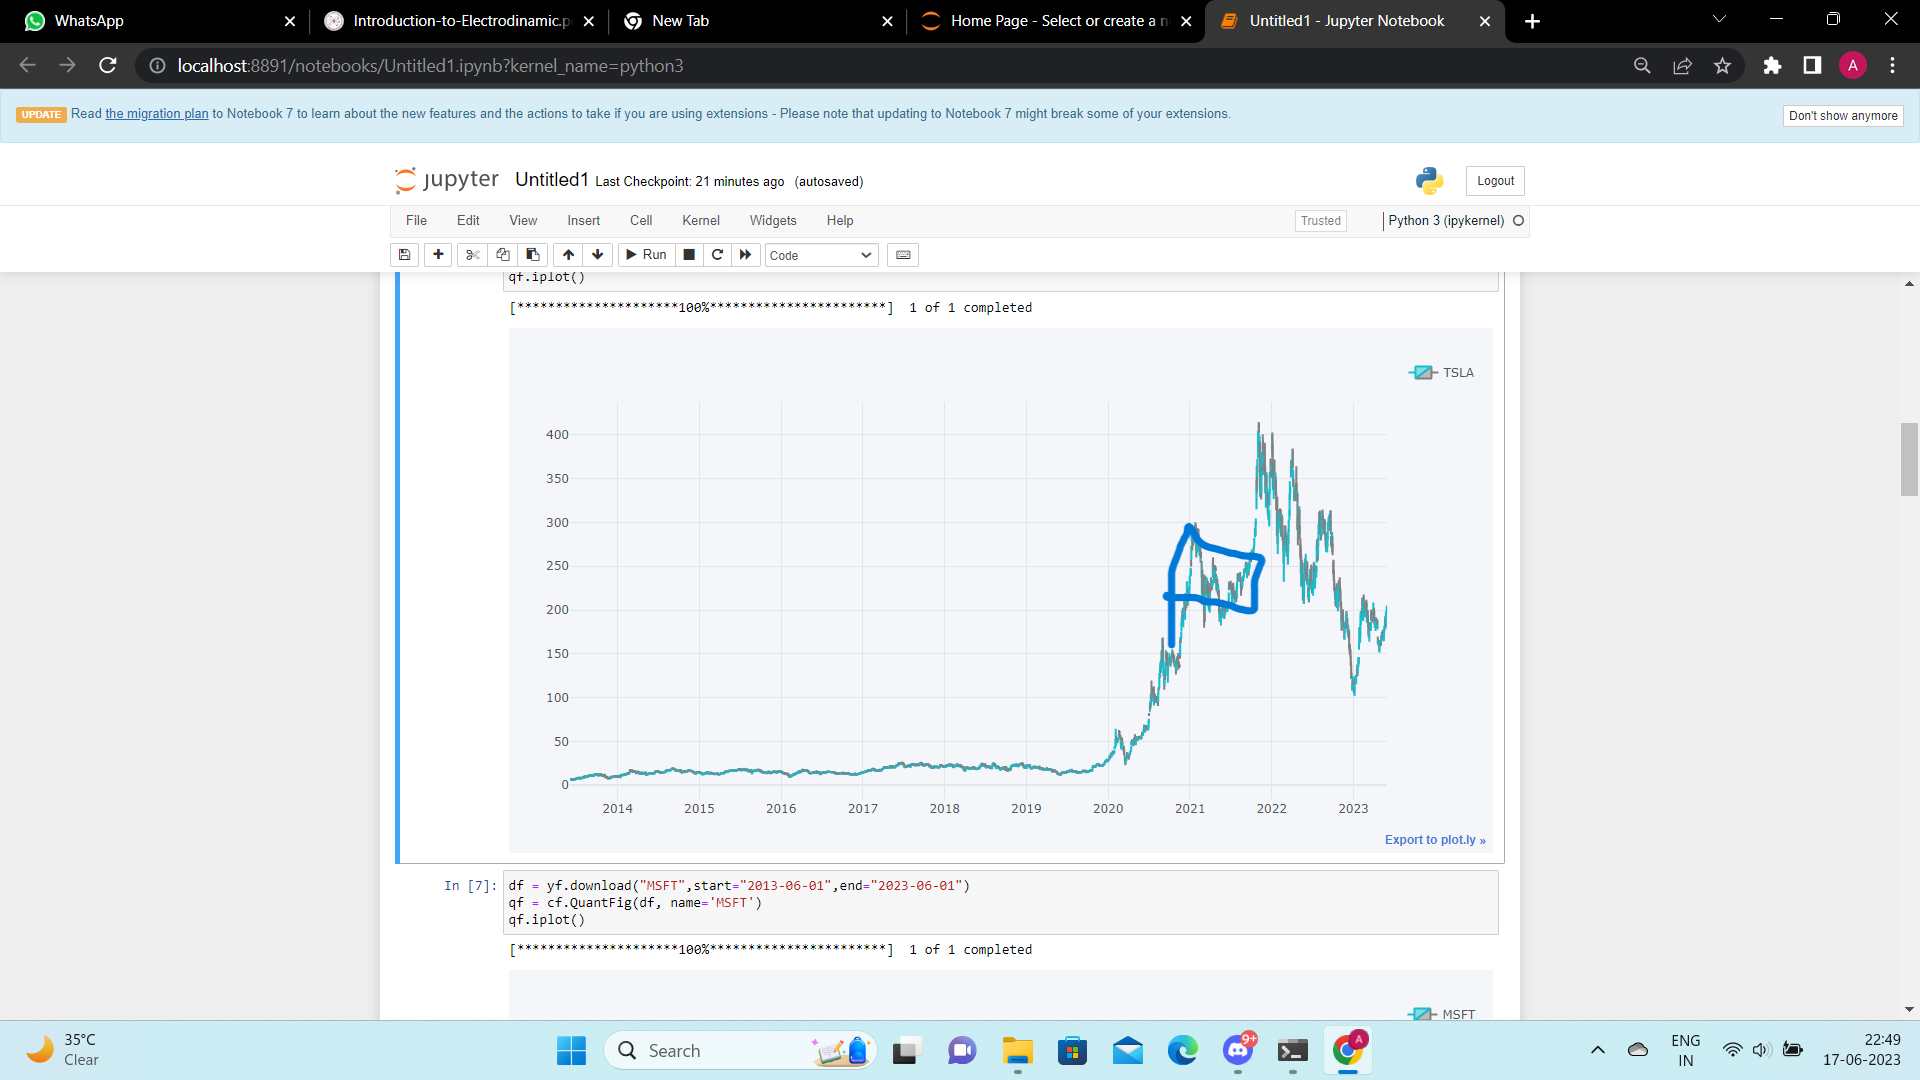 WhatsApp
Introduction-to-Electrodinamic.p
New Tab
Home Page - Select or create a n
Untitled1 - Jupyter Notebook
localhost:8891/notebooks/Untitled1.ipynb?kernel_name=python3
A
UPDATE Read the migration plan to Notebook 7 to learn about the new features and the actions to take if you are using extensions - Please note that updating to Notebook 7 might break some of your extensions.
Don't show anymore
jupyter Untitled1 Last Checkpoint: 21 minutes ago (autosaved)
Logout
File Edit View Insert Cell Kernel Widgets Help
Trusted
Python 3 (ipykernel)
Run
Code
qf.iplot()
[*********************100%***********************]  1 of 1 completed
TSLA
400
350
300
250
200
150
100
50
0
2014 2015 2016 2017 2018 2019 2020 2021 2022 2023
Export to plot.ly »
In [7]: df = yf.download("MSFT",start="2013-06-01",end="2023-06-01")
qf = cf.QuantFig(df, name='MSFT')
qf.iplot()
[*********************100%***********************]  1 of 1 completed
MSFT
35°C
Clear
Search
9+
A
ENG
IN
22:49
17-06-2023